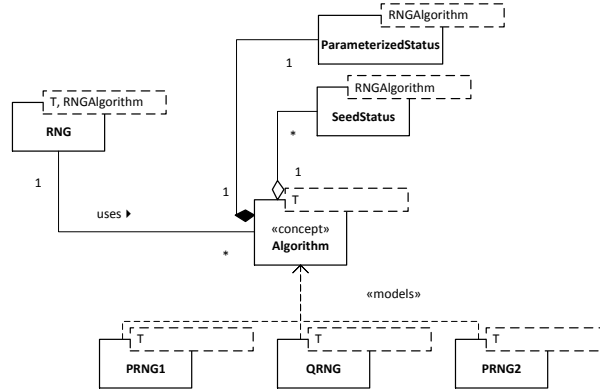 RNGAlgorithm
ParameterizedStatus
1
RNGAlgorithm
SeedStatus
*
T, RNGAlgorithm
RNG
1
1
1
T
uses
«concept»
Algorithm
*
«models»
T
PRNG1
T
QRNG
T
PRNG2